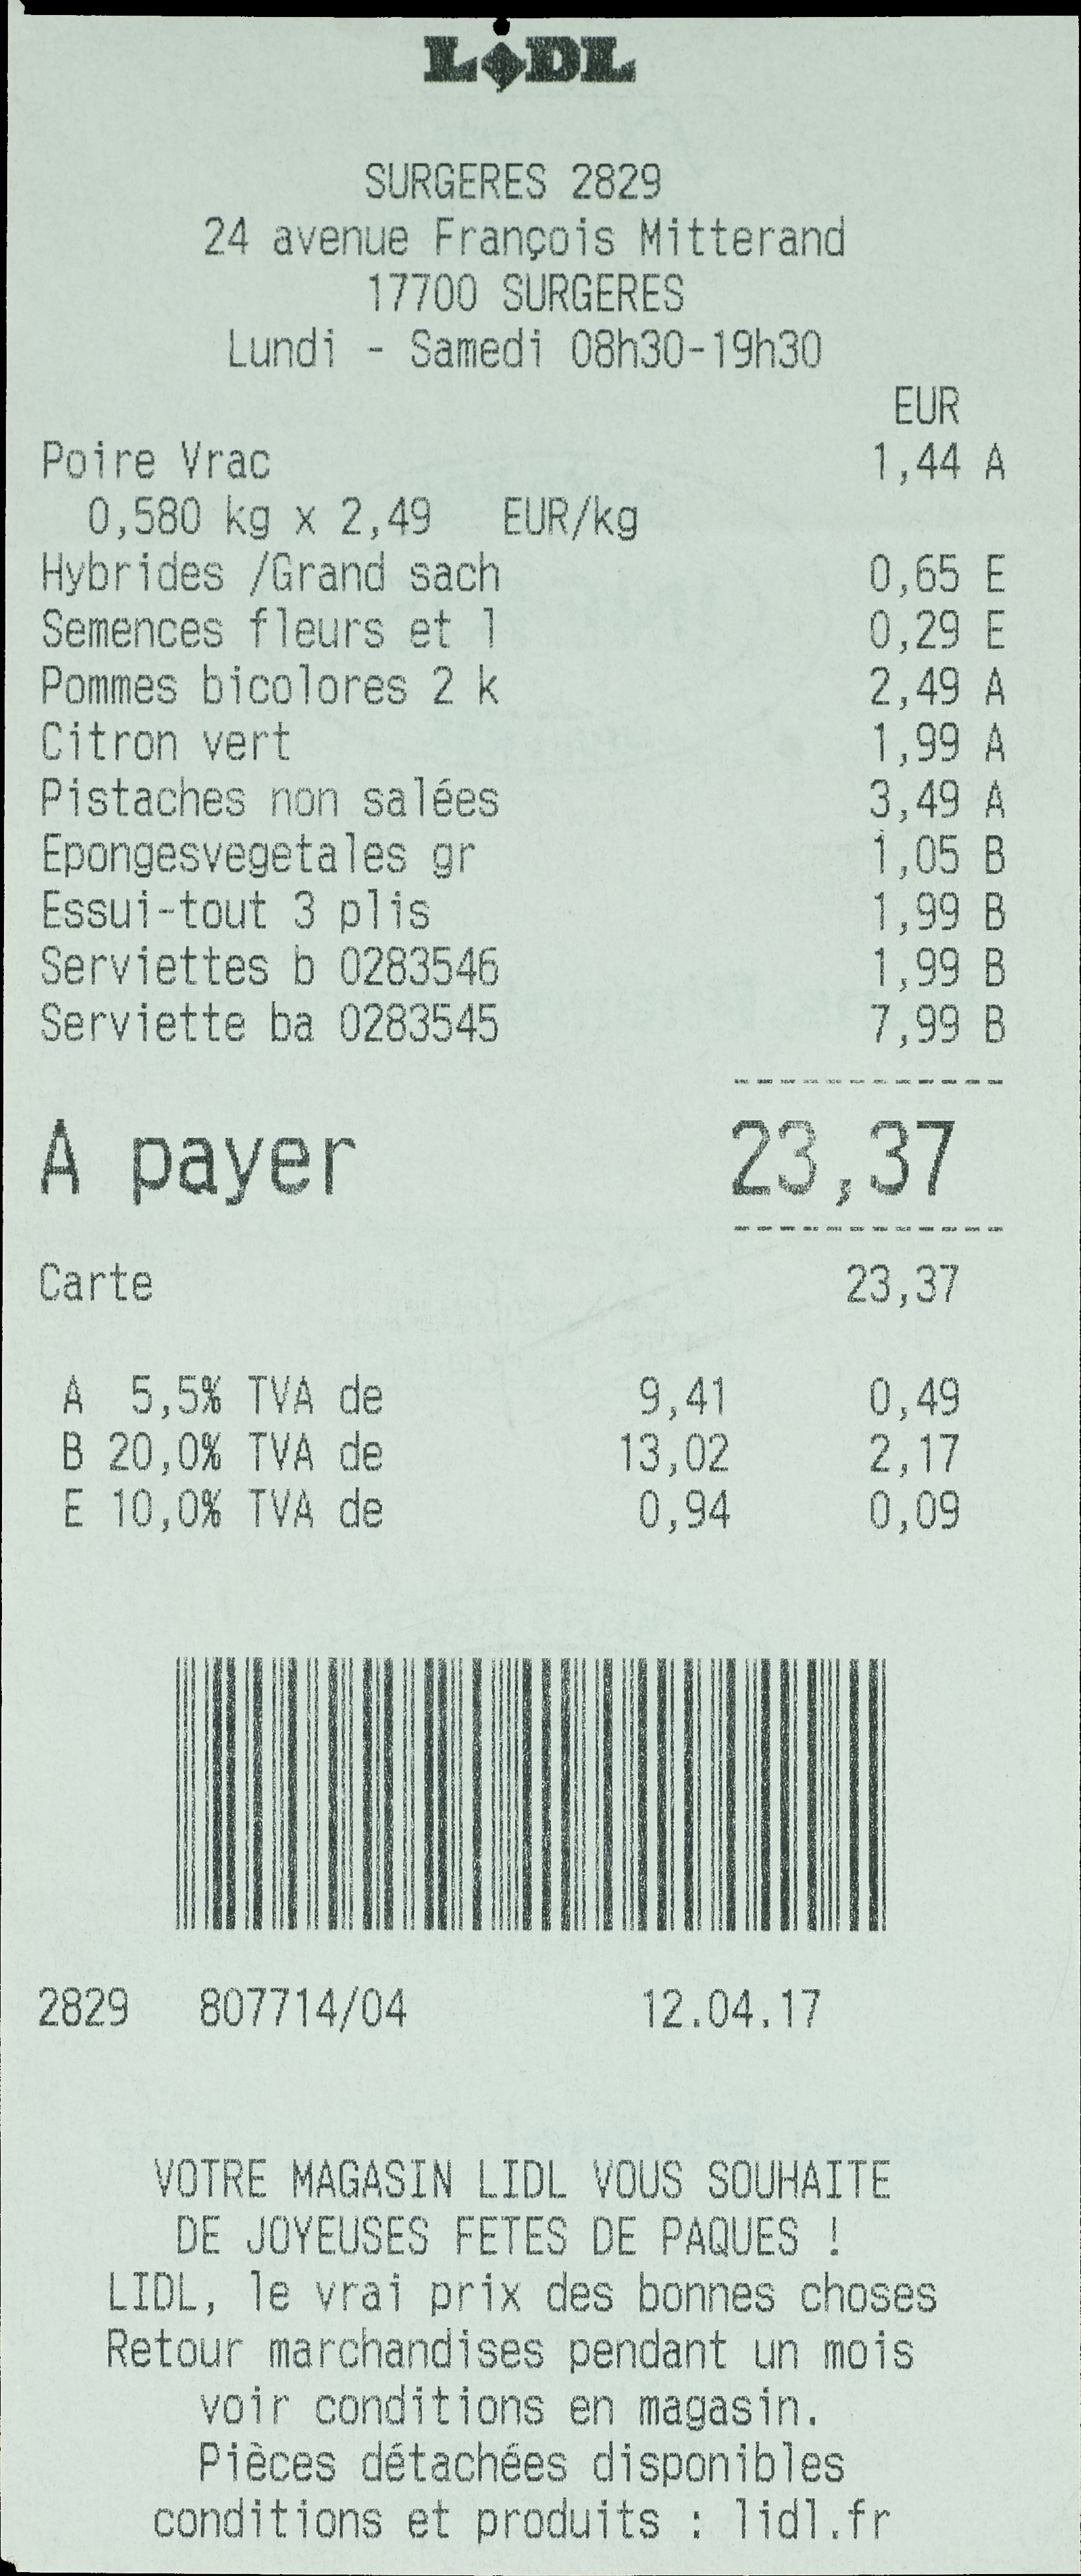 LIDL
SURGERES 2829
24 avenue François Mitterand
17700 SURGERES
Lundi - Samedi 08h30-19h30
EUR
Poire Vrac 1,44 A
0,580 kg x 2,49 EUR/kg
Hybrides /Grand sach 0,65 E
Semences fleurs et l 0,29 E
Pommes bicolores 2 k 2,49 A
Citron vert 1,99 A
Pistaches non salées 3,49 A
Epongesvegetales gr 1,05 B
Essui-tout 3 plis 1,99 B
Serviettes b 0283546 1,99 B
Serviette ba 0283545 7,99 B
------------
A payer 23,37
------------
Carte 23,37
A 5,5% TVA de 9,41 0,49
B 20,0% TVA de 13,02 2,17
E 10,0% TVA de 0,94 0,09
2829 807714/04 12.04.17
VOTRE MAGASIN LIDL VOUS SOUHAITE
DE JOYEUSES FETES DE PAQUES !
LIDL, le vrai prix des bonnes choses
Retour marchandises pendant un mois
voir conditions en magasin.
Pièces détachées disponibles
conditions et produits : lidl.fr